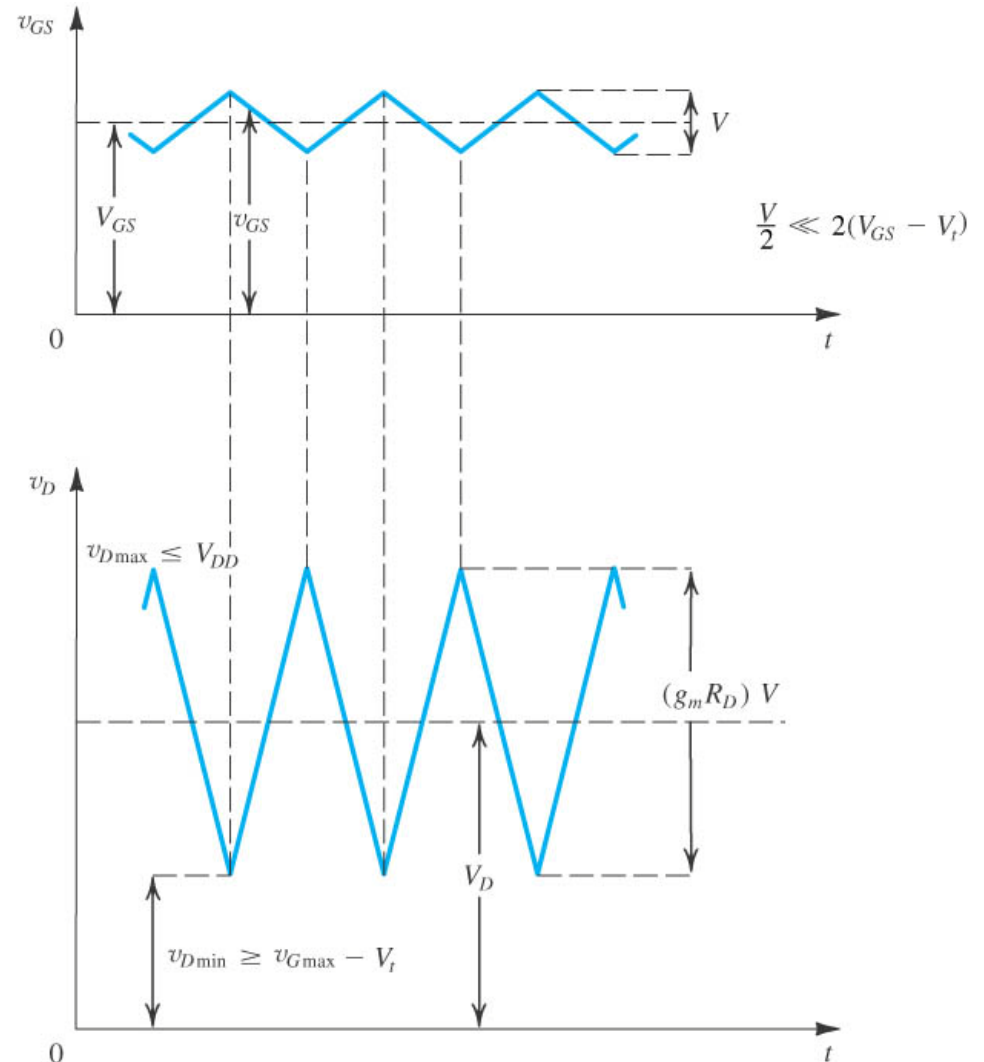 v_GS
V
V_GS
v_GS
V/2 ≪ 2(V_GS − V_t)
0
t
v_D
v_Dmax ≤ V_DD
(g_m R_D) V
V_D
v_Dmin ≥ v_Gmax − V_t
0
t